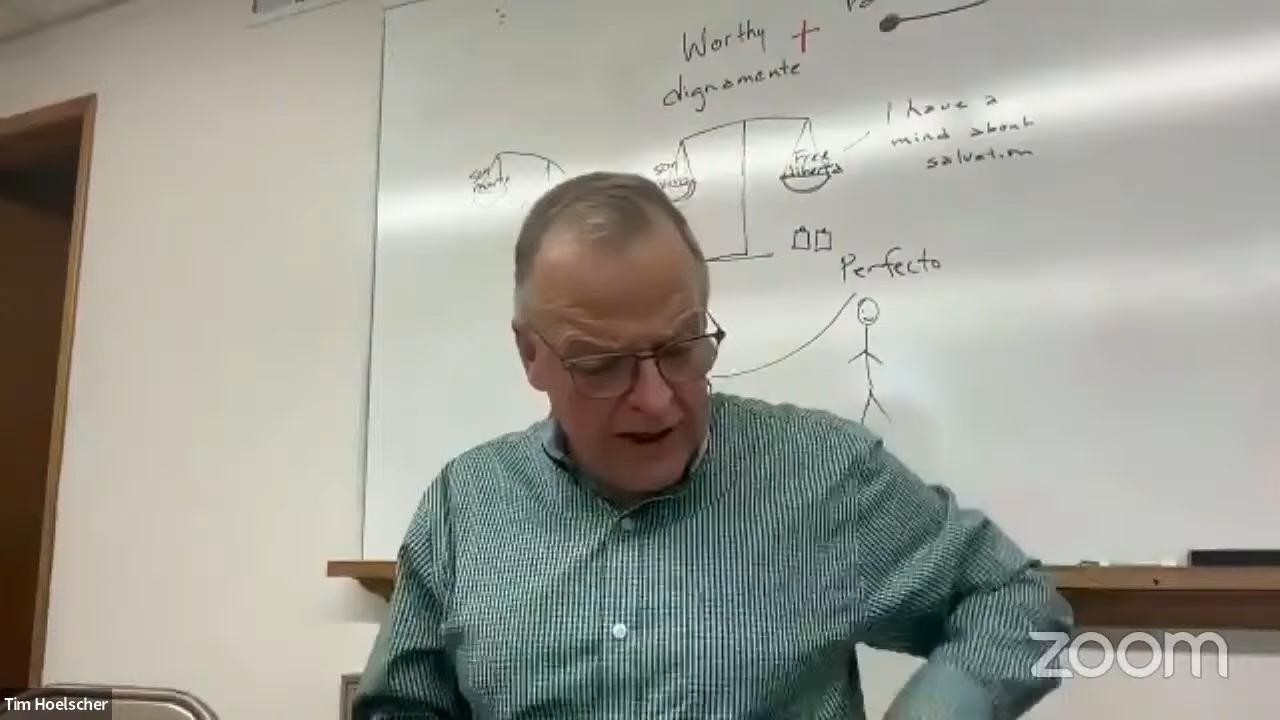 Worthy +
dignamente
I have a
mind about
salvation
Free
Perfecto
Tim Hoelscher
zoom